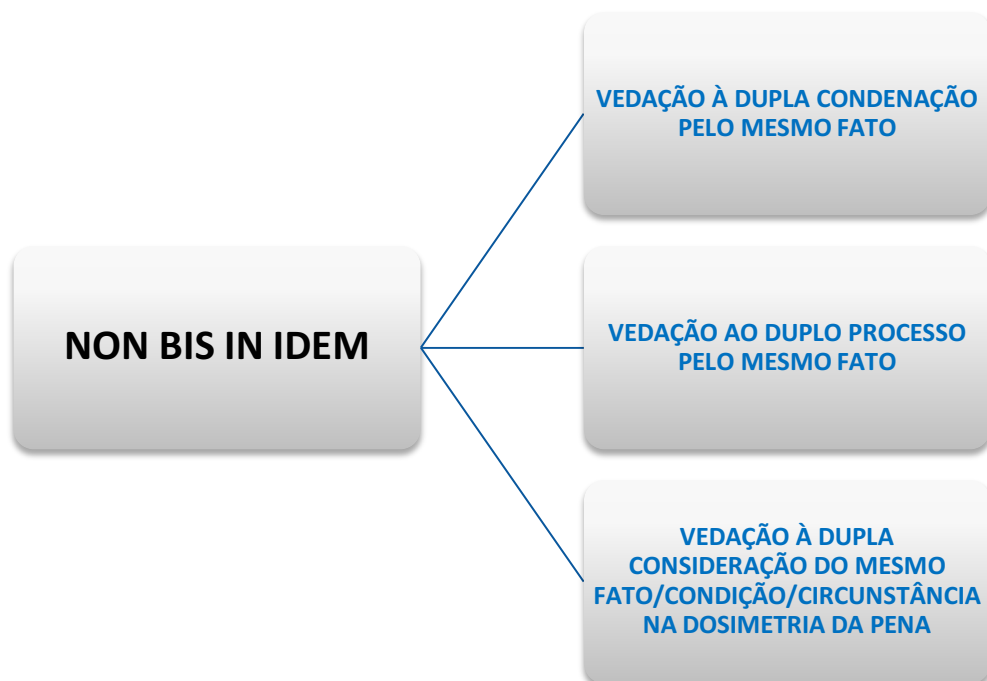 VEDAÇÃO À DUPLA CONDENAÇÃO
PELO MESMO FATO
NON BIS IN IDEM
VEDAÇÃO AO DUPLO PROCESSO
PELO MESMO FATO
VEDAÇÃO À DUPLA
CONSIDERAÇÃO DO MESMO
FATO/CONDIÇÃO/CIRCUNSTÂNCIA
NA DOSIMETRIA DA PENA